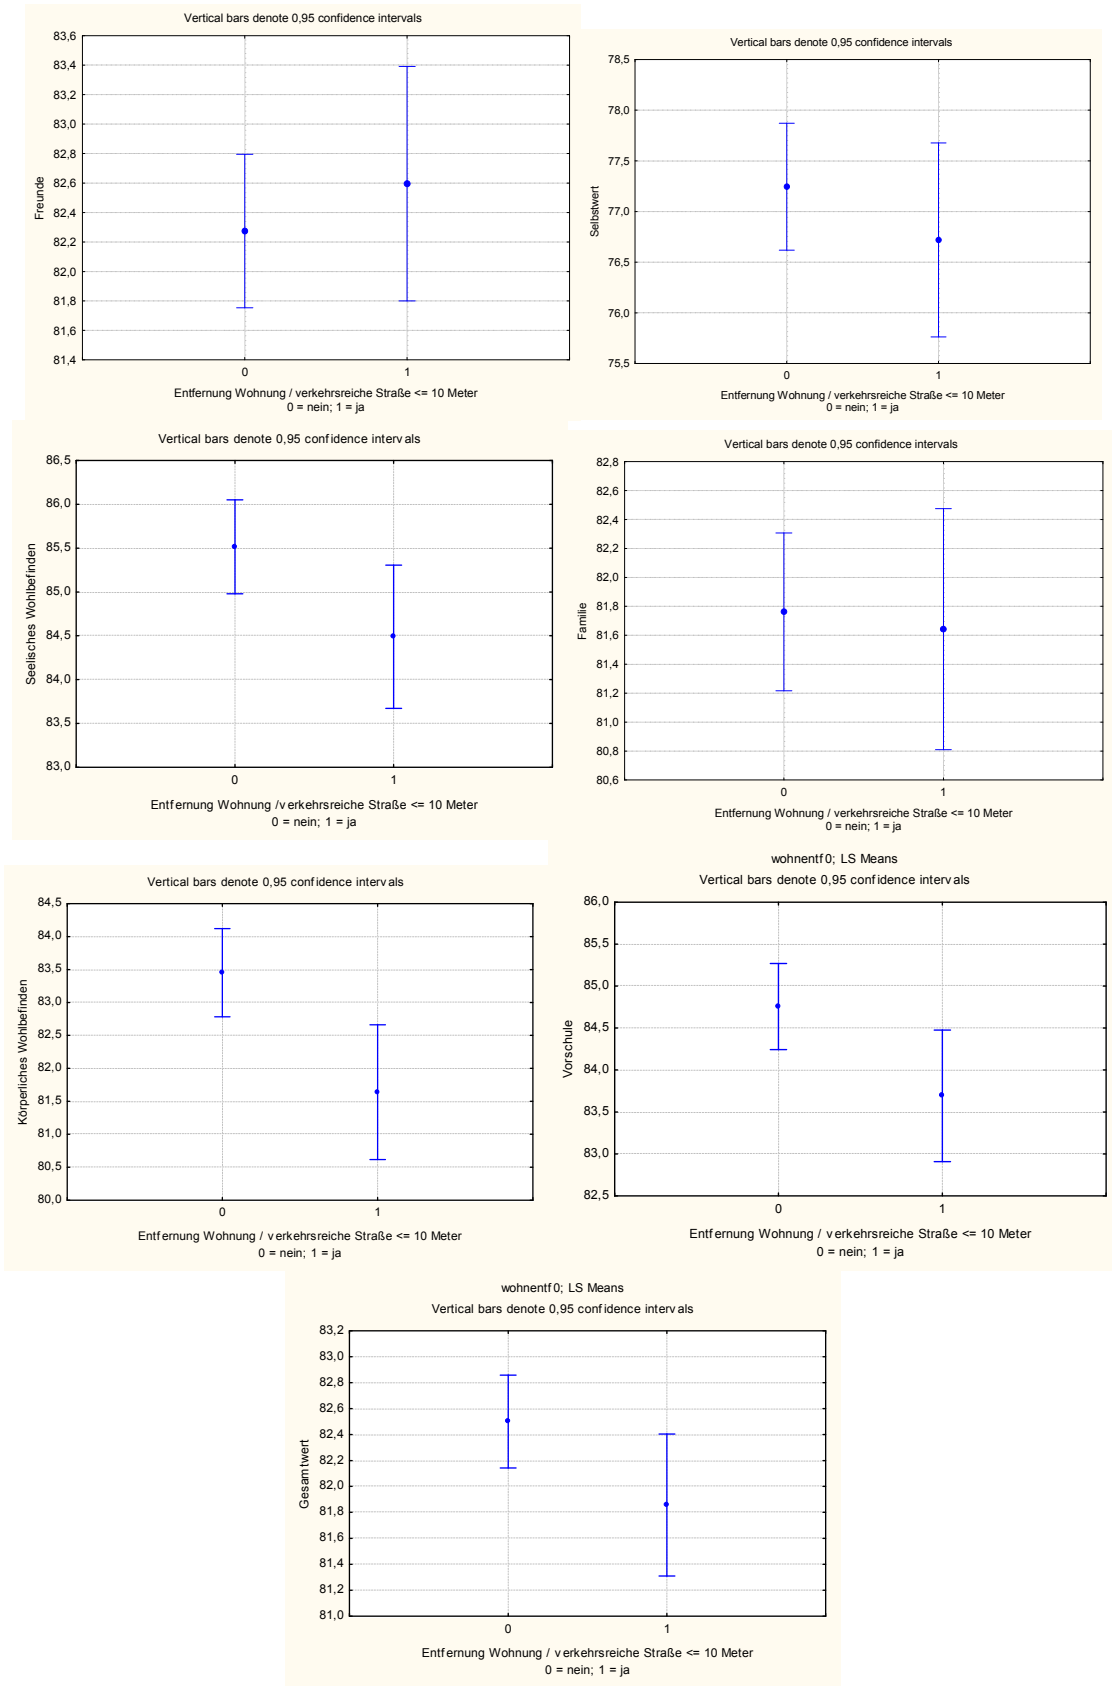 Vertical bars denote 0,95 confidence intervals
83,6
83,4
83,2
83,0
82,8
82,6
82,4
82,2
82,0
81,8
81,6
81,4
Freunde
0 1
Entfernung Wohnung / verkehrsreiche Straße <= 10 Meter
0 = nein; 1 = ja
Vertical bars denote 0,95 confidence intervals
78,5
78,0
77,5
77,0
76,5
76,0
75,5
Selbstwert
0 1
Entfernung Wohnung / verkehrsreiche Straße <= 10 Meter
0 = nein; 1 = ja
Vertical bars denote 0,95 confidence intervals
86,5
86,0
85,5
85,0
84,5
84,0
83,5
83,0
Seelisches Wohlbefinden
0 1
Entfernung Wohnung /verkehrsreiche Straße <= 10 Meter
0 = nein; 1 = ja
Vertical bars denote 0,95 confidence intervals
82,8
82,6
82,4
82,2
82,0
81,8
81,6
81,4
81,2
81,0
80,8
80,6
Familie
0 1
Entfernung Wohnung / verkehrsreiche Straße <= 10 Meter
0 = nein; 1 = ja
Vertical bars denote 0,95 confidence intervals
84,5
84,0
83,5
83,0
82,5
82,0
81,5
81,0
80,5
80,0
Körperliches Wohlbefinden
0 1
Entfernung Wohnung / verkehrsreiche Straße <= 10 Meter
0 = nein; 1 = ja
wohnentf0; LS Means
Vertical bars denote 0,95 confidence intervals
86,0
85,5
85,0
84,5
84,0
83,5
83,0
82,5
Vorschule
0 1
Entfernung Wohnung / verkehrsreiche Straße <= 10 Meter
0 = nein; 1 = ja
wohnentf0; LS Means
Vertical bars denote 0,95 confidence intervals
83,2
83,0
82,8
82,6
82,4
82,2
82,0
81,8
81,6
81,4
81,2
81,0
Gesamtwert
0 1
Entfernung Wohnung / verkehrsreiche Straße <= 10 Meter
0 = nein; 1 = ja